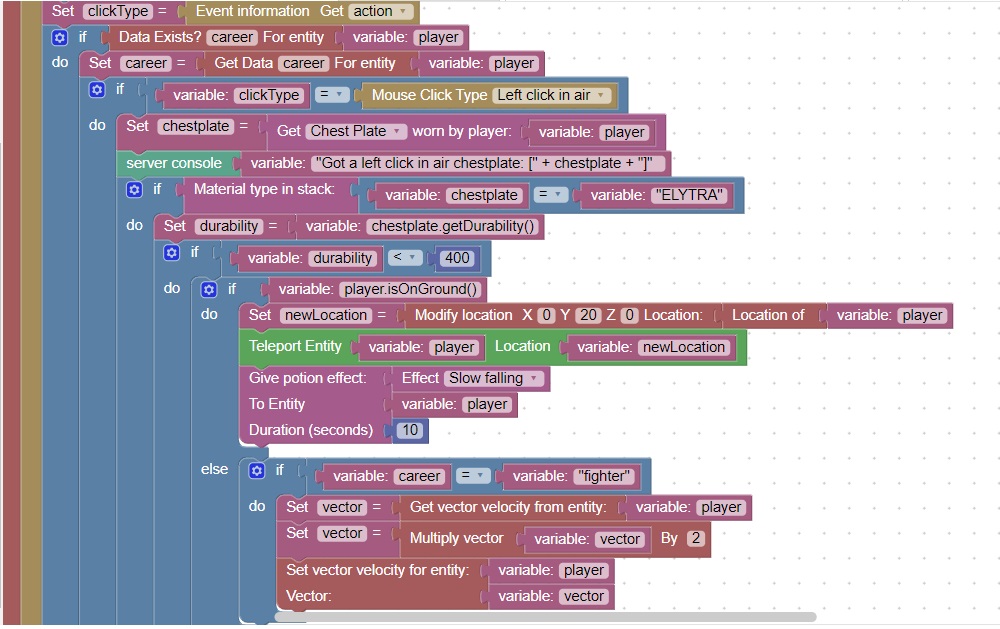 Set clickType = Event information Get action
if Data Exists? career For entity variable: player
do Set career = Get Data career For entity variable: player
if variable: clickType = Mouse Click Type Left click in air
do Set chestplate = Get Chest Plate worn by player: variable: player
server console variable: "Got a left click in air chestplate: [" + chestplate + "]"
if Material type in stack: variable: chestplate = variable: "ELYTRA"
do Set durability = variable: chestplate.getDurability()
if variable: durability < 400
do if variable: player.isOnGround()
do Set newLocation = Modify location X 0 Y 20 Z 0 Location: Location of variable: player
Teleport Entity variable: player Location variable: newLocation
Give potion effect: Effect Slow falling
To Entity variable: player
Duration (seconds) 10
else if variable: career = variable: "fighter"
do Set vector = Get vector velocity from entity: variable: player
Set vector = Multiply vector variable: vector By 2
Set vector velocity for entity: variable: player
Vector: variable: vector